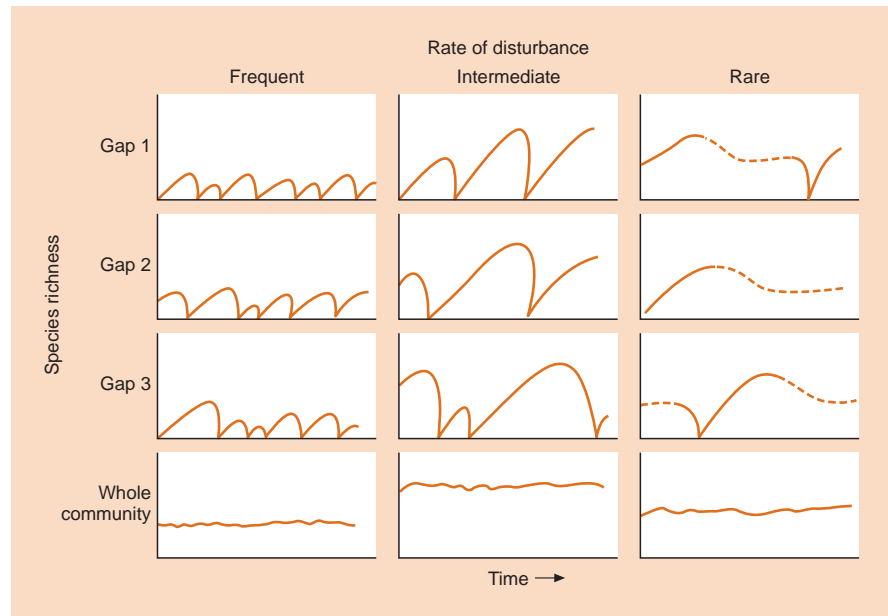 Rate of disturbance
Frequent
Intermediate
Rare
Species richness
Gap 1
Gap 2
Gap 3
Whole
community
Time